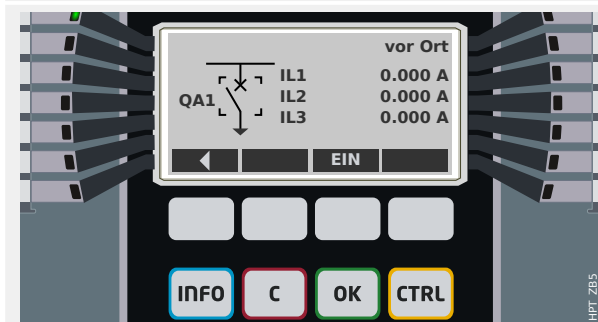 vor Ort
IL1 0.000 A
QA1 IL2 0.000 A
IL3 0.000 A
EIN
INFO C OK CTRL
HPT_ZB5